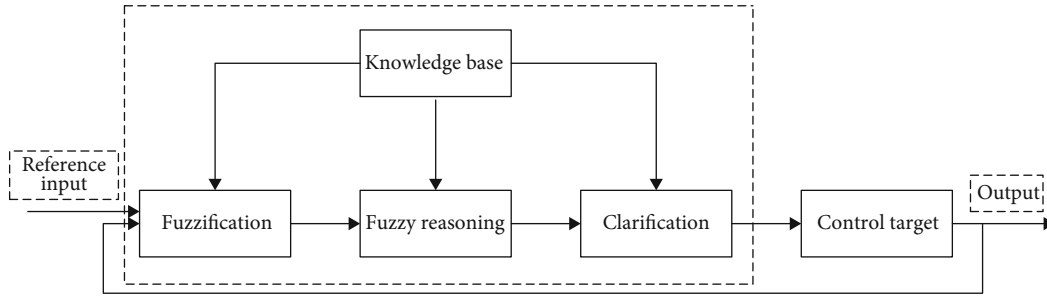 Knowledge base
Reference
input
Fuzzification
Fuzzy reasoning
Clarification
Control target
Output